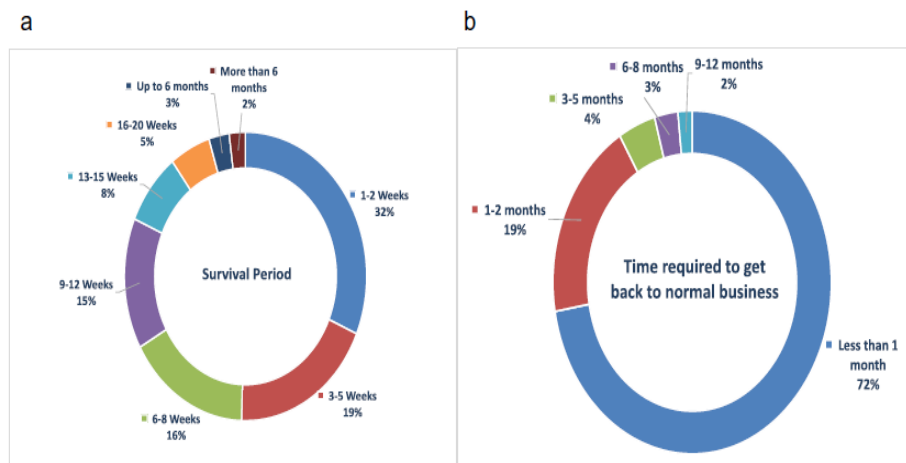 a
More than 6
months
2%
Up to 6 months
3%
16-20 Weeks
5%
13-15 Weeks
8%
1-2 Weeks
32%
9-12 Weeks
15%
Survival Period
3-5 Weeks
19%
6-8 Weeks
16%
b
9-12 months
2%
6-8 months
3%
3-5 months
4%
1-2 months
19%
Time required to get
back to normal business
Less than 1
month
72%